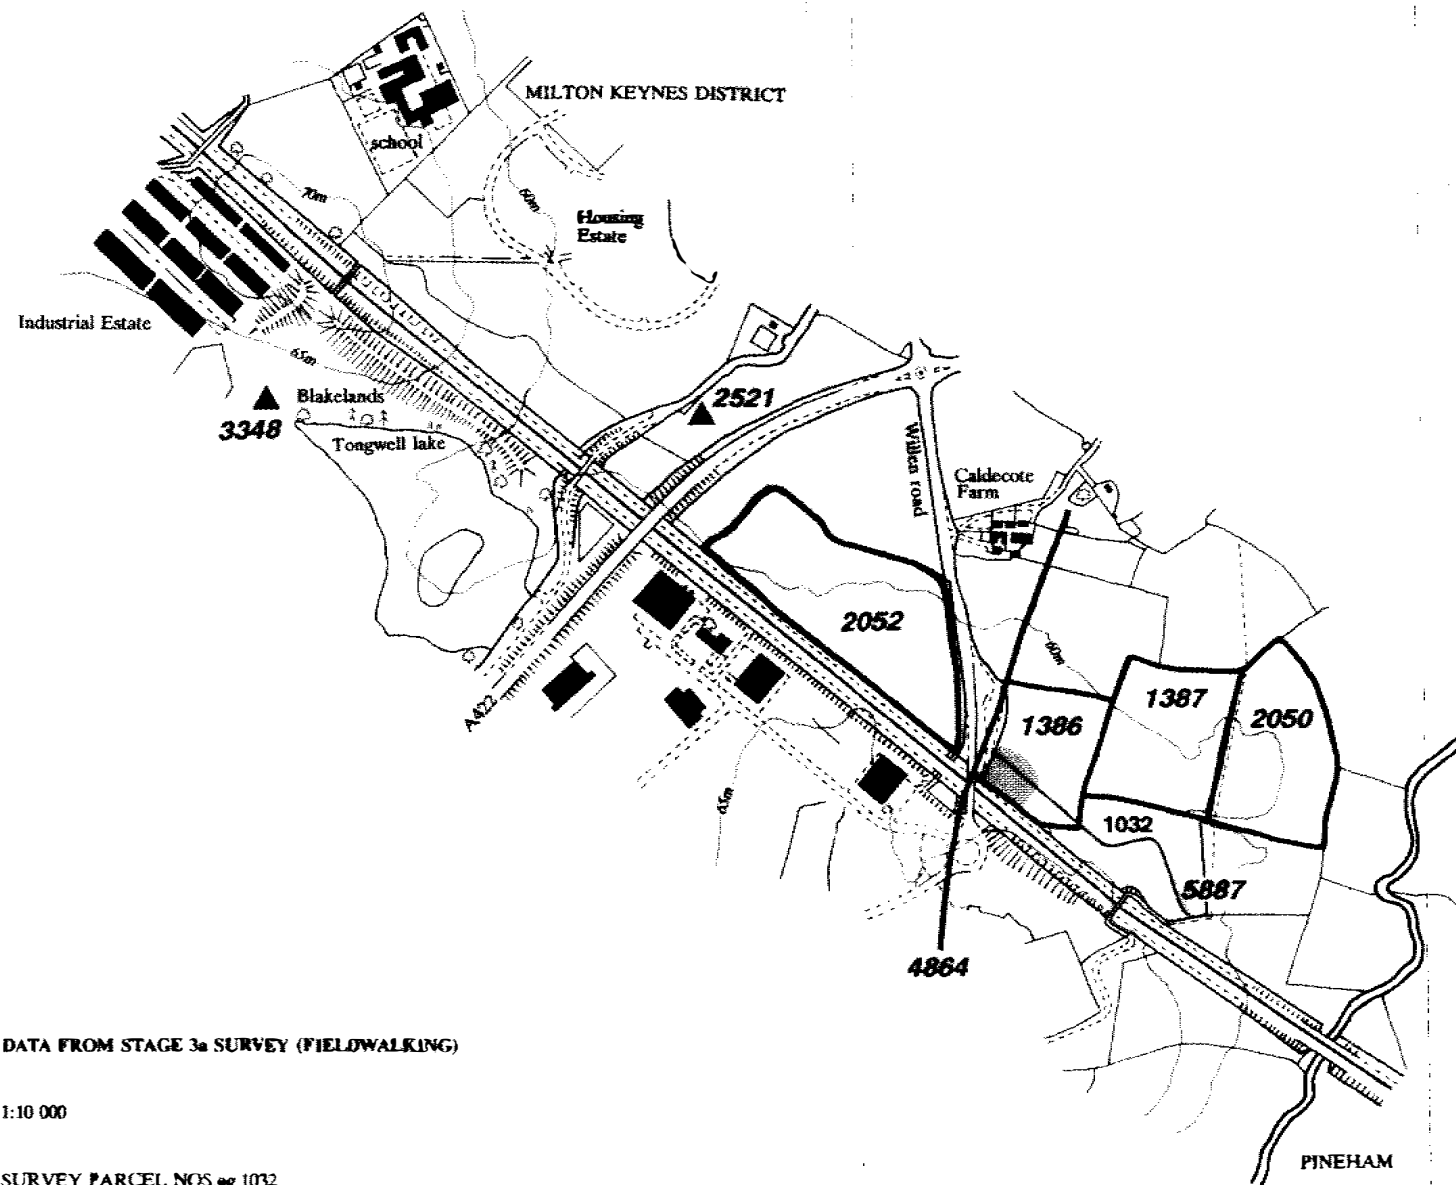 MILTON KEYNES DISTRICT
school
70m
60m
Housing
Estate
Industrial Estate
65m
Blakelands
3348
Tongwell lake
2521
Willen road
Caldecote
Farm
2052
60m
1386
1387
2050
A422
65m
1032
5887
4864
DATA FROM STAGE 3a SURVEY (FIELDWALKING)
1:10 000
PINEHAM
SURVEY PARCEL NOS eg 1032